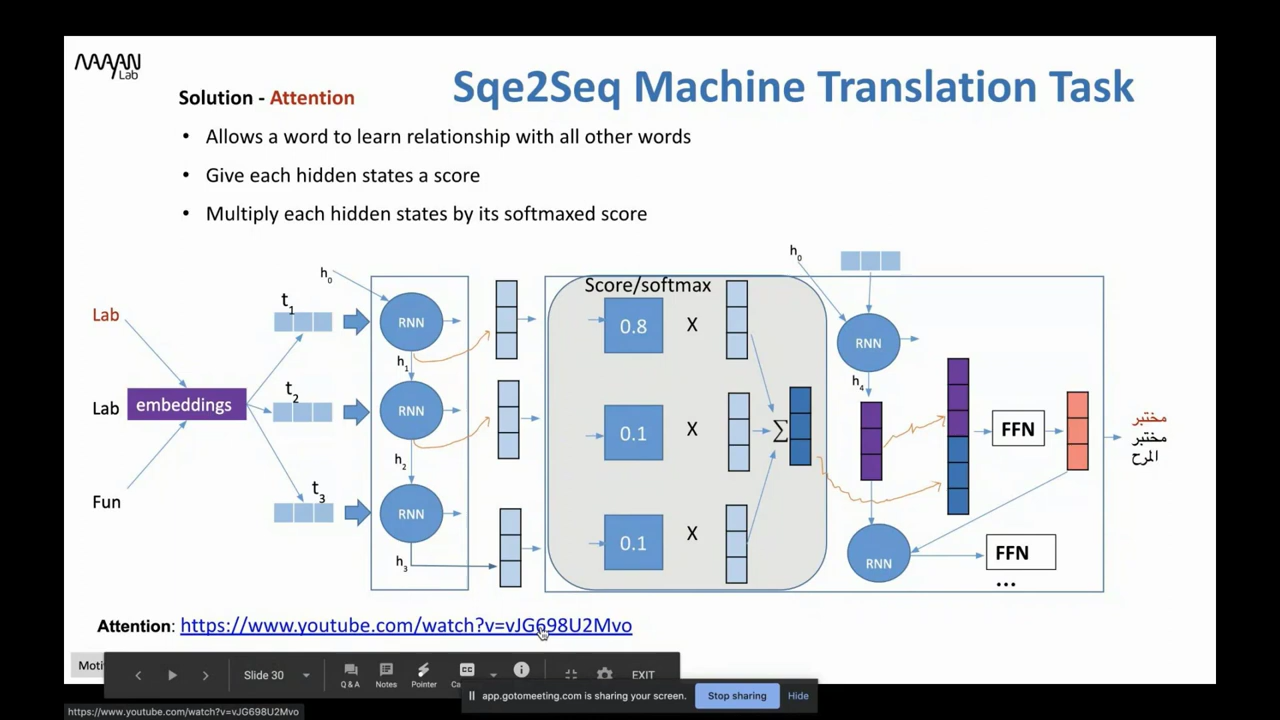 MAAYAN
Lab
Sqe2Seq Machine Translation Task
Solution - Attention
• Allows a word to learn relationship with all other words
• Give each hidden states a score
• Multiply each hidden states by its softmaxed score
Lab
Lab
Fun
embeddings
t1
t2
t3
h0
RNN
h1
RNN
h2
RNN
h3
Score/softmax
0.8 X
0.1 X
0.1 X
∑
h0
RNN
h4
RNN
FFN
FFN
...
مختبر
مختبر
المرح
Attention: https://www.youtube.com/watch?v=vJG698U2Mvo
Slide 30
Q & A
Notes
Pointer
CC
EXIT
app.gotomeeting.com is sharing your screen.
Stop sharing
Hide
https://www.youtube.com/watch?v=vJG698U2Mvo